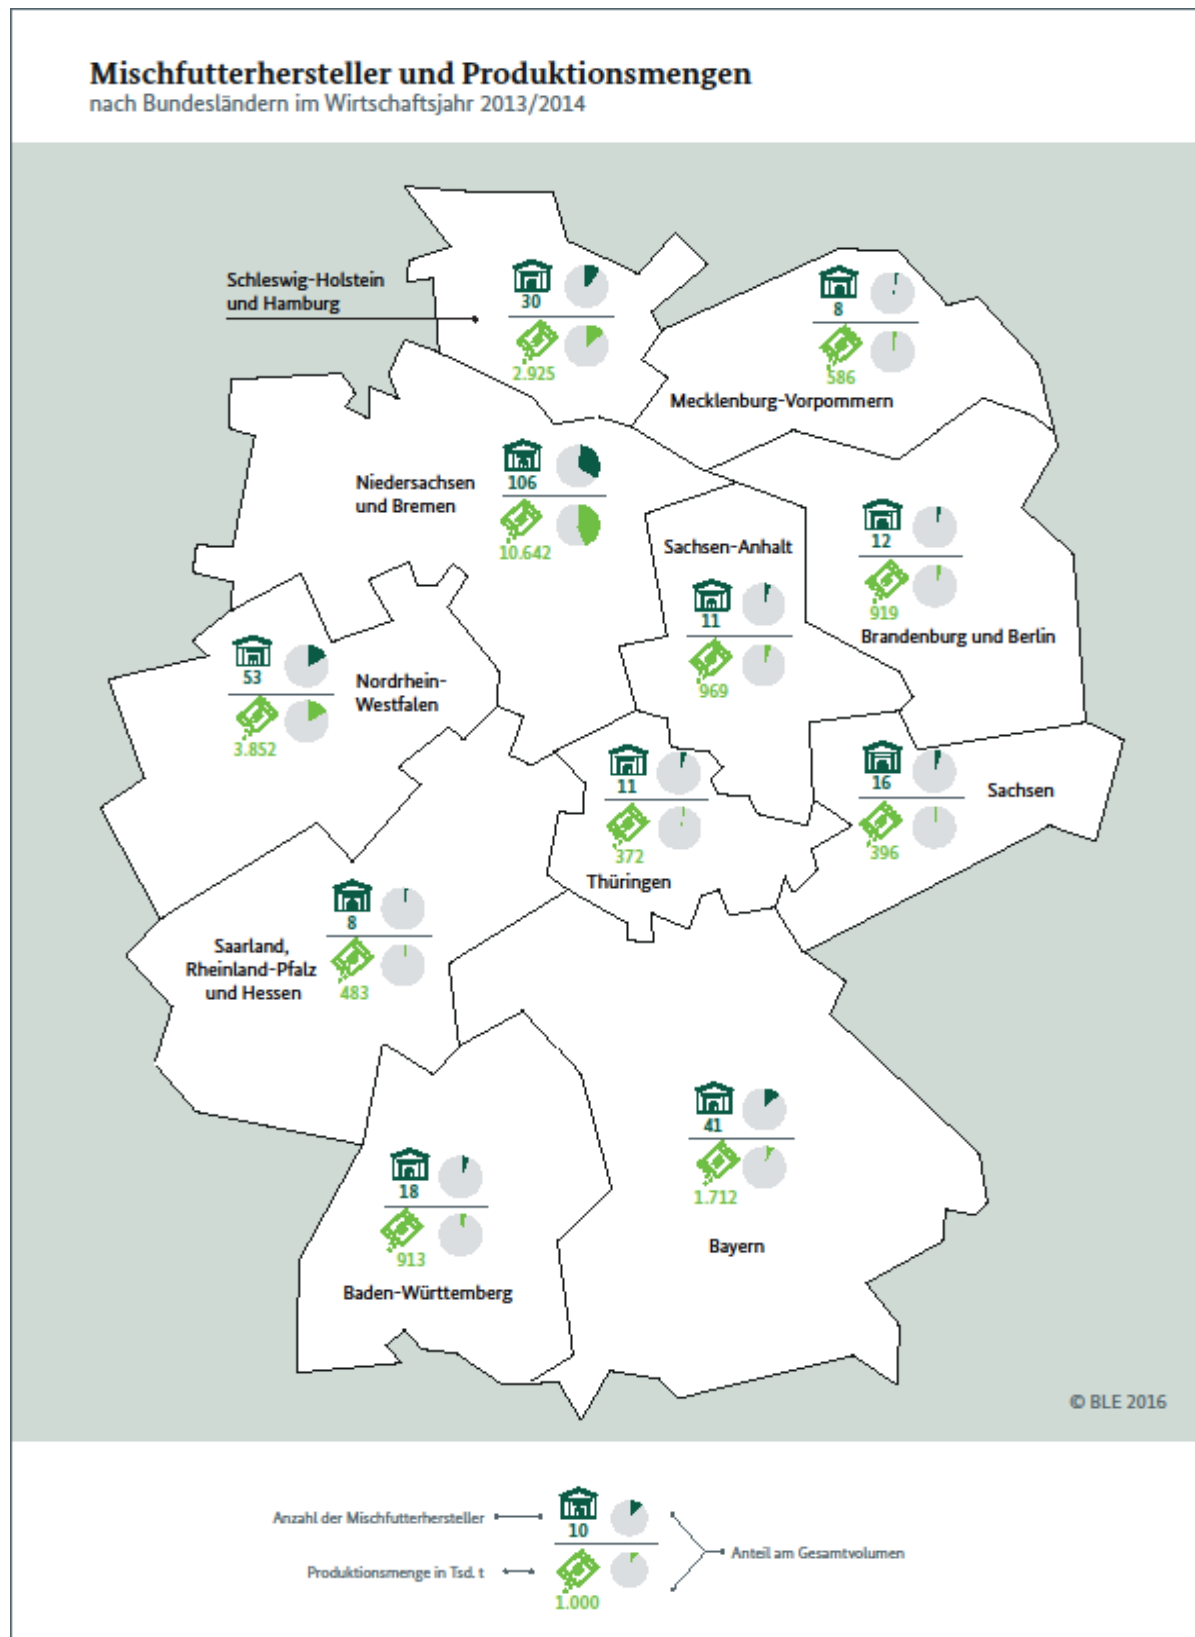 Mischfutterhersteller und Produktionsmengen
nach Bundesländern im Wirtschaftsjahr 2013/2014
Schleswig-Holstein
und Hamburg
30
2.925
8
586
Mecklenburg-Vorpommern
Niedersachsen
und Bremen
106
10.642
Sachsen-Anhalt
11
969
12
919
Brandenburg und Berlin
53
3.852
Nordrhein-
Westfalen
11
372
Thüringen
16
396
Sachsen
8
483
Saarland,
Rheinland-Pfalz
und Hessen
41
1.712
Bayern
18
913
Baden-Württemberg
© BLE 2016
Anzahl der Mischfutterhersteller
10
Anteil am Gesamtvolumen
Produktionsmenge in Tsd. t
1.000